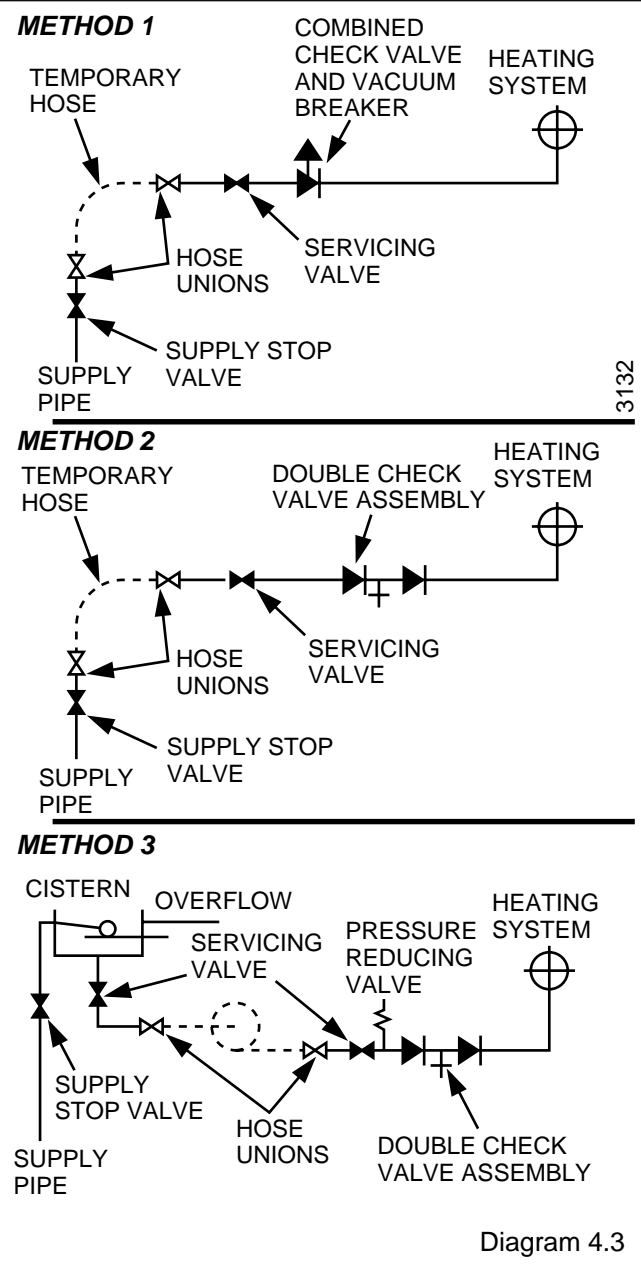 METHOD 1
TEMPORARY
HOSE
COMBINED
CHECK VALVE
AND VACUUM
BREAKER
HEATING
SYSTEM
HOSE
UNIONS
SERVICING
VALVE
SUPPLY STOP
VALVE
SUPPLY
PIPE
3132
METHOD 2
TEMPORARY
HOSE
DOUBLE CHECK
VALVE ASSEMBLY
HEATING
SYSTEM
HOSE
UNIONS
SERVICING
VALVE
SUPPLY STOP
VALVE
SUPPLY
PIPE
METHOD 3
CISTERN
OVERFLOW
SERVICING
VALVE
PRESSURE
REDUCING
VALVE
HEATING
SYSTEM
SUPPLY
STOP VALVE
HOSE
UNIONS
DOUBLE CHECK
VALVE ASSEMBLY
SUPPLY
PIPE
Diagram 4.3